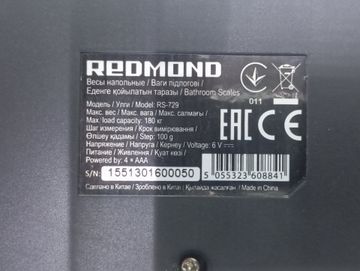 REDMOND
Весы напольные / Ваги підлогові /
Еденге қойылатын таразы / Bathroom Scales
011
Модель / Улги / Model: RS-729
Макс. вес / Макс. вага / Макс. салмағы /
Max. load capacity: 180 кг
Шаг измерения / Крок вимірювання /
Өлшеу қадамы / Step: 100 g
Напряжение / Напруга / Кернеу / Voltage: 6 V
Питание / Живлення / Қуат көзі /
Powered by: 4 × AAA
EAC CE
S/N: 1551301600050
5 055323 608841
Сделано в Китае / Зроблено в Китаї / Қытайда жасалған / Made in China